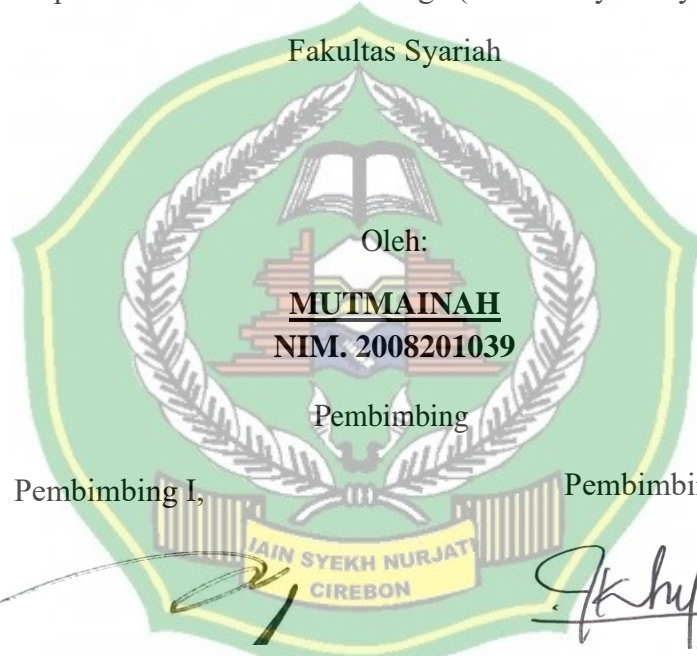 Fakultas Syariah
Oleh:
MUTMAINAH
NIM. 2008201039
Pembimbing
Pembimbing I,
IAIN SYEKH NURJATI
CIREBON